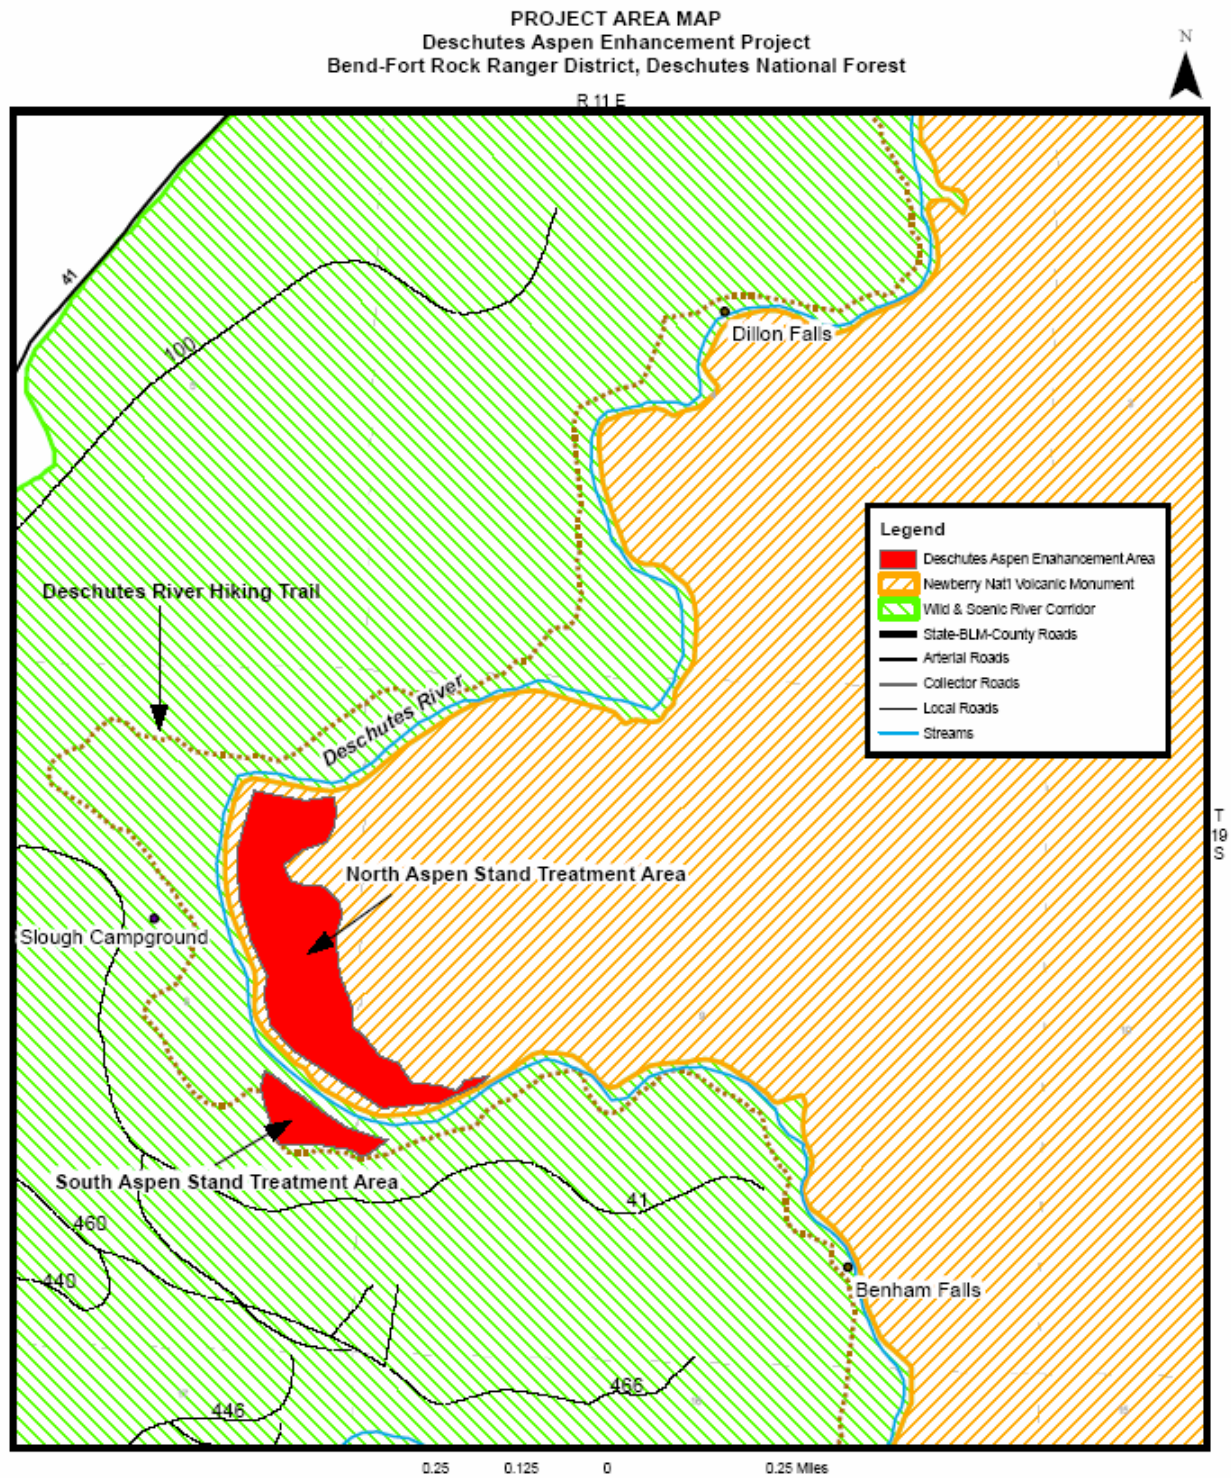 PROJECT AREA MAP
Deschutes Aspen Enhancement Project
Bend-Fort Rock Ranger District, Deschutes National Forest
N
R 11 E
41
100
Dillon Falls
Legend
Deschutes Aspen Enahancement Area
Newberry Nat'l Volcanic Monument
Wild & Scenic River Corridor
State-BLM-County Roads
Arterial Roads
Collector Roads
Local Roads
Streams
Deschutes River Hiking Trail
Deschutes River
T
19
S
North Aspen Stand Treatment Area
Slough Campground
9
10
South Aspen Stand Treatment Area
41
460
440
Benham Falls
466
446
16
15
0.25 0.125 0 0.25 Miles